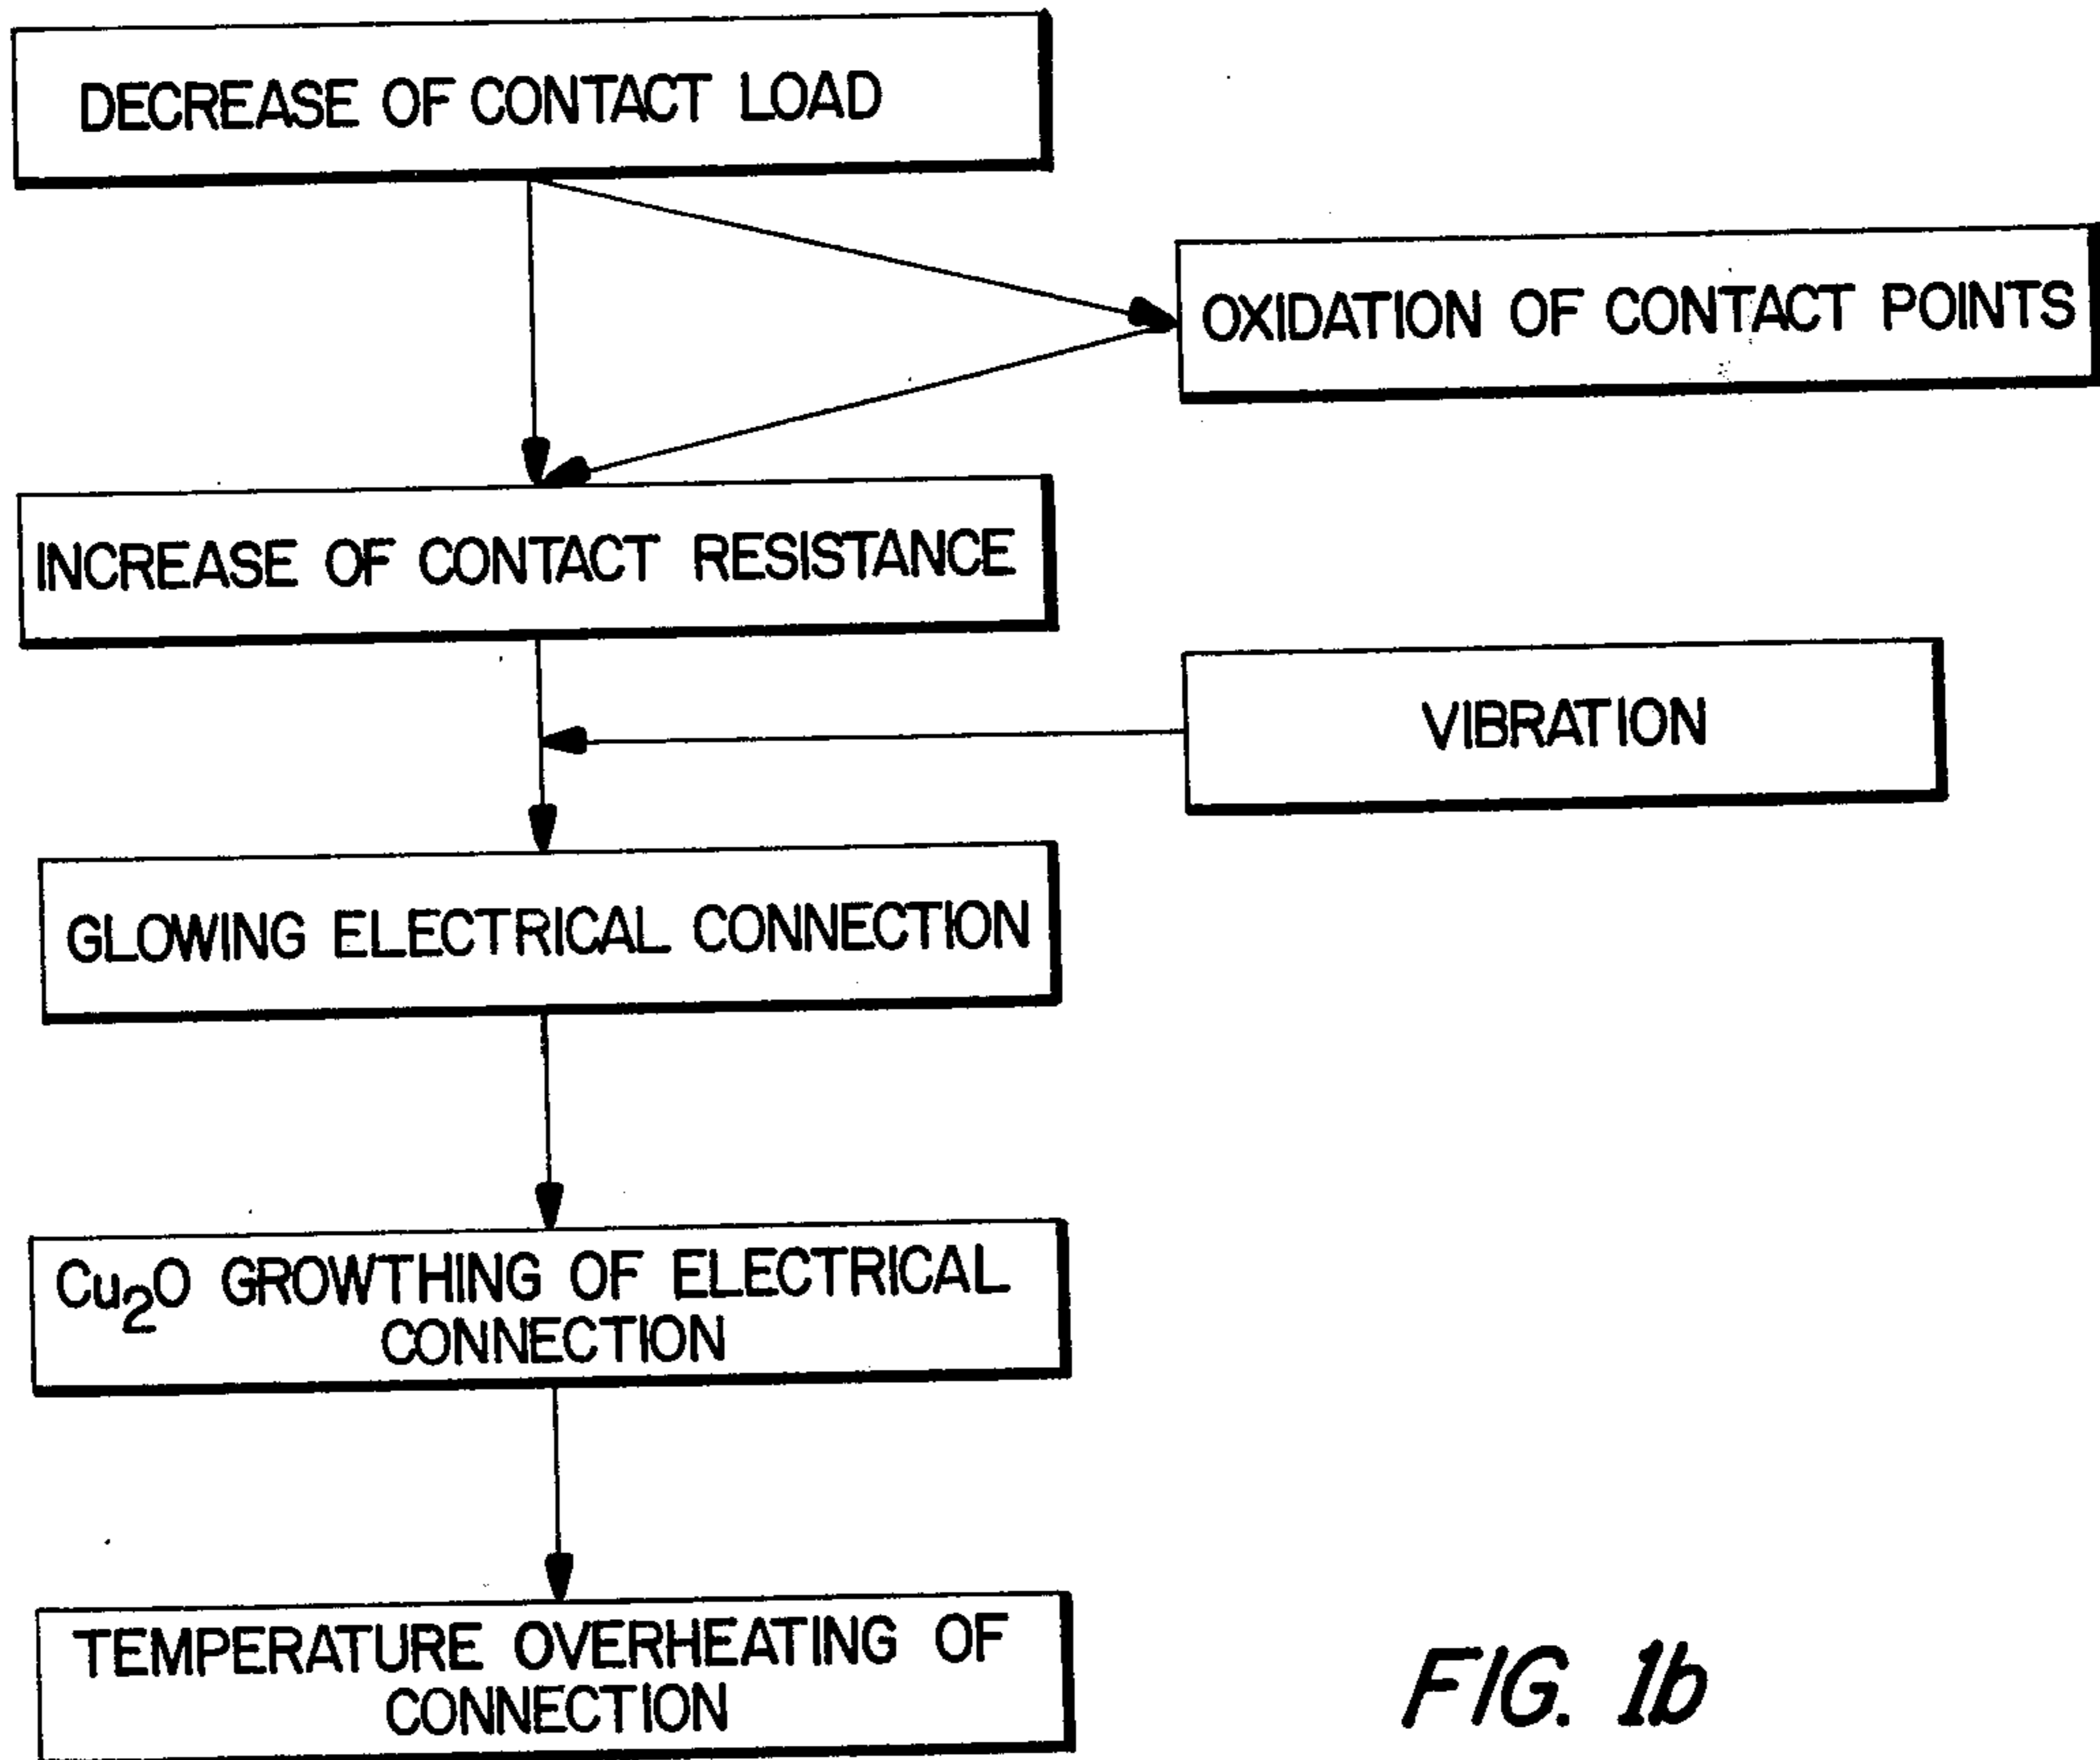 DECREASE OF CONTACT LOAD
OXIDATION OF CONTACT POINTS
INCREASE OF CONTACT RESISTANCE
VIBRATION
GLOWING ELECTRICAL CONNECTION
Cu₂O GROWTHING OF ELECTRICAL
CONNECTION
TEMPERATURE OVERHEATING OF
CONNECTION
FIG. 1b